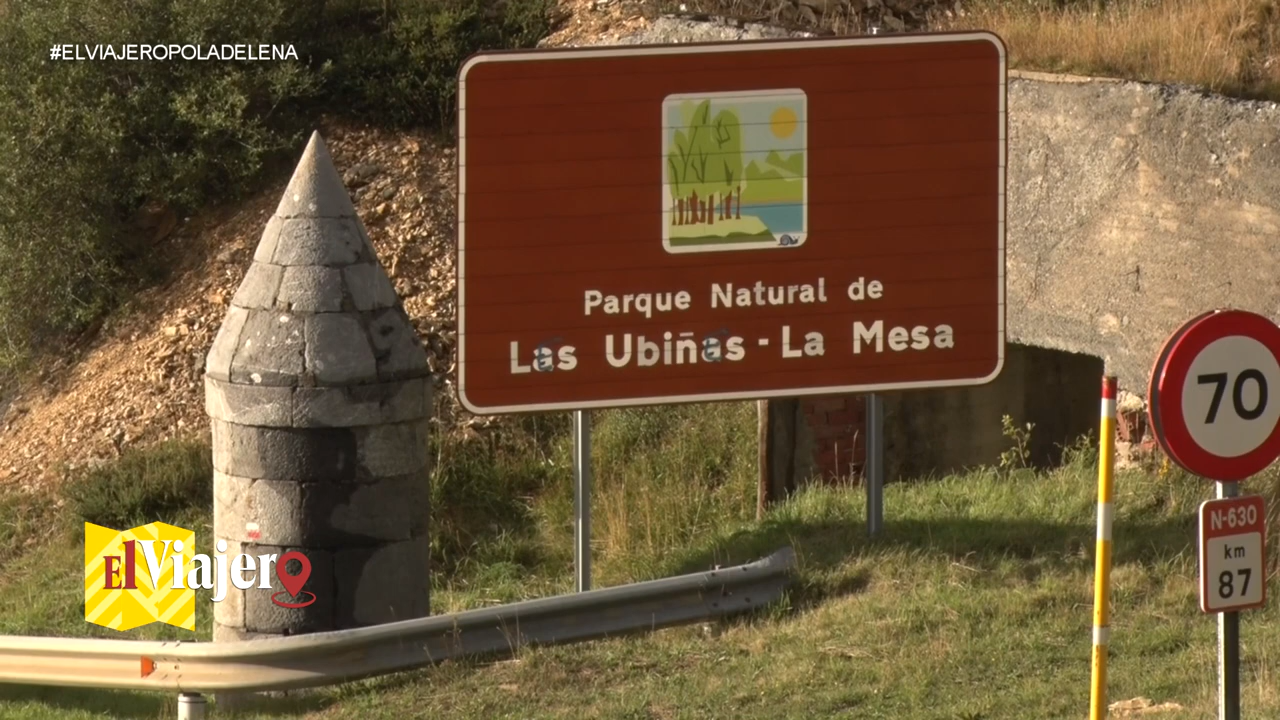 #ELVIAJEROPOLADELENA
Parque Natural de
Las Ubiñas - La Mesa
70
N-630
km
87
El Viajero